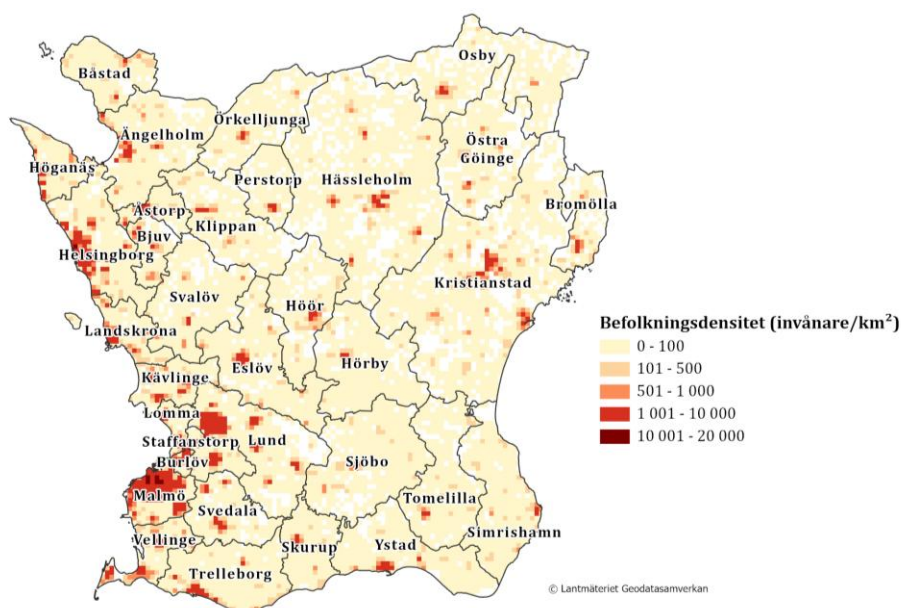 Osby
Båstad
Örkelljunga
Ängelholm
Östra
Göinge
Höganäs
Perstorp
Hässleholm
Bromölla
Åstorp
Bjuv
Klippan
Helsingborg
Kristianstad
Svalöv
Höör
Landskrona
Befolkningsdensitet (invånare/km²)
0 - 100
101 - 500
501 - 1 000
1 001 - 10 000
10 001 - 20 000
Hörby
Eslöv
Kävlinge
Lomma
Staffanstorp
Lund
Burlöv
Sjöbo
Malmö
Tomelilla
Svedala
Simrishamn
Vellinge
Skurup
Ystad
Trelleborg
© Lantmäteriet Geodatasamverkan